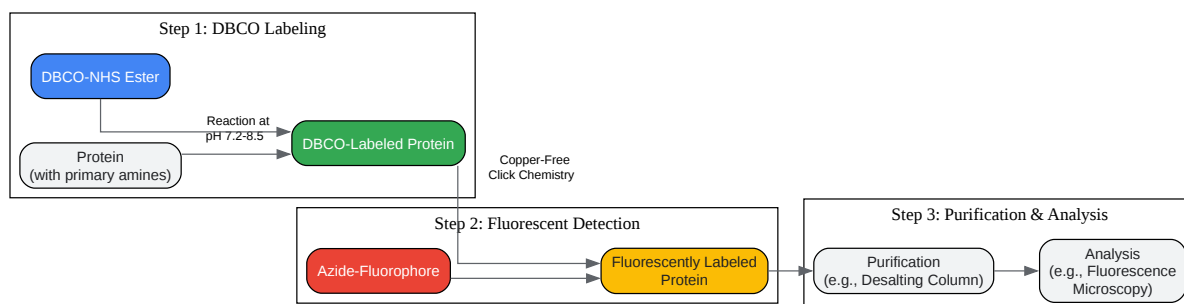 Step 1: DBCO Labeling
DBCO-NHS Ester
Reaction at
pH 7.2-8.5
DBCO-Labeled Protein
Protein
(with primary amines)
Copper-Free
Click Chemistry
Step 2: Fluorescent Detection
Azide-Fluorophore
Fluorescently Labeled
Protein
Step 3: Purification & Analysis
Purification
(e.g., Desalting Column)
Analysis
(e.g., Fluorescence
Microscopy)